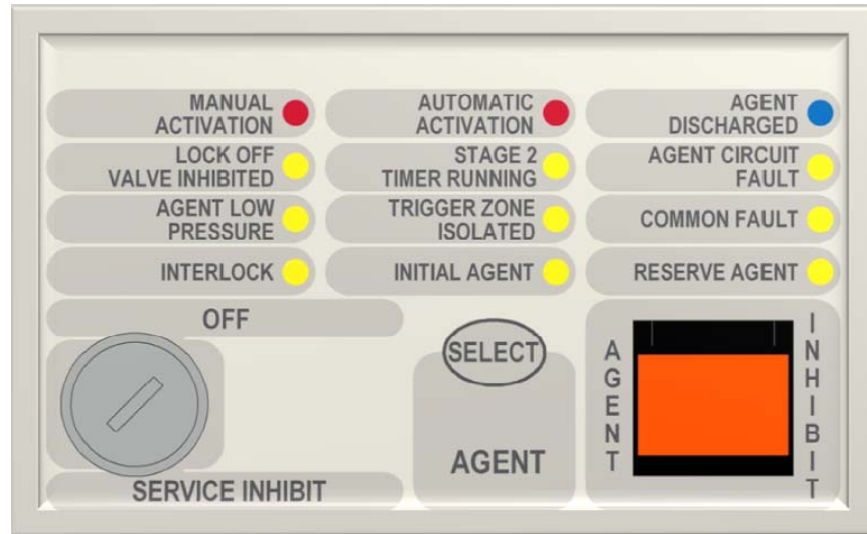 MANUAL
ACTIVATION
AUTOMATIC
ACTIVATION
AGENT
DISCHARGED
LOCK OFF
VALVE INHIBITED
STAGE 2
TIMER RUNNING
AGENT CIRCUIT
FAULT
AGENT LOW
PRESSURE
TRIGGER ZONE
ISOLATED
COMMON FAULT
INTERLOCK
INITIAL AGENT
RESERVE AGENT
OFF
SELECT
AGENT
SERVICE INHIBIT
AGENT
INHIBIT